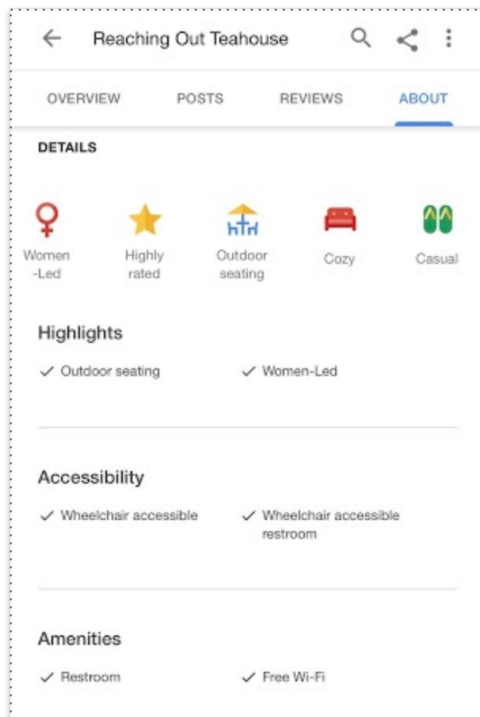 Reaching Out Teahouse
OVERVIEW POSTS REVIEWS ABOUT
DETAILS
Women
-Led
Highly
rated
Outdoor
seating
Cozy
Casual
Highlights
Outdoor seating
Women-Led
Accessibility
Wheelchair accessible
Wheelchair accessible
restroom
Amenities
Restroom
Free Wi-Fi